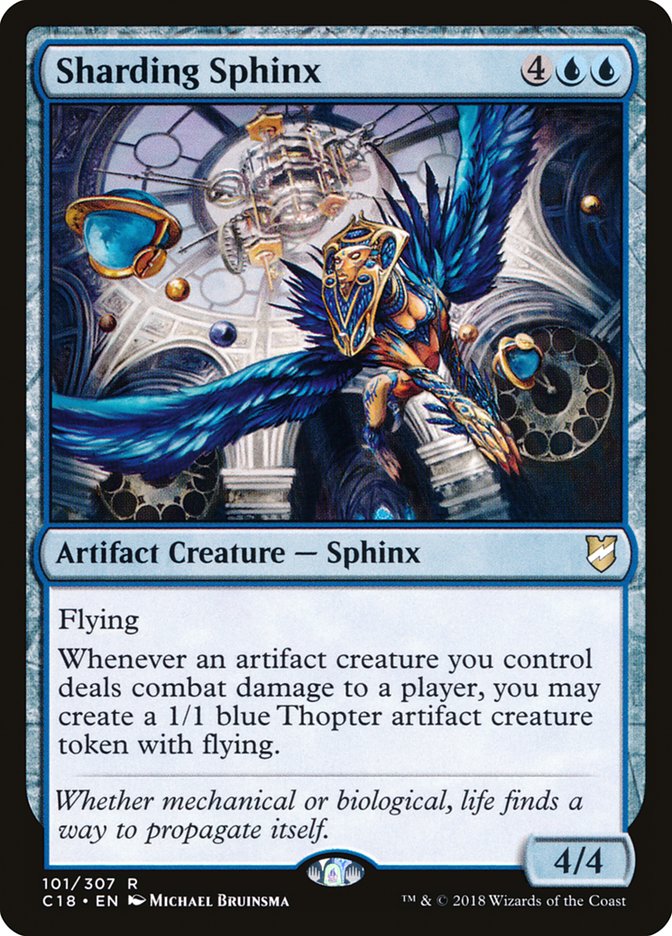 Sharding Sphinx 4
Artifact Creature — Sphinx
Flying
Whenever an artifact creature you control
deals combat damage to a player, you may
create a 1/1 blue Thopter artifact creature
token with flying.
Whether mechanical or biological, life finds a
way to propagate itself.
4/4
101/307 R
C18 • EN Michael Bruinsma ™ & © 2018 Wizards of the Coast